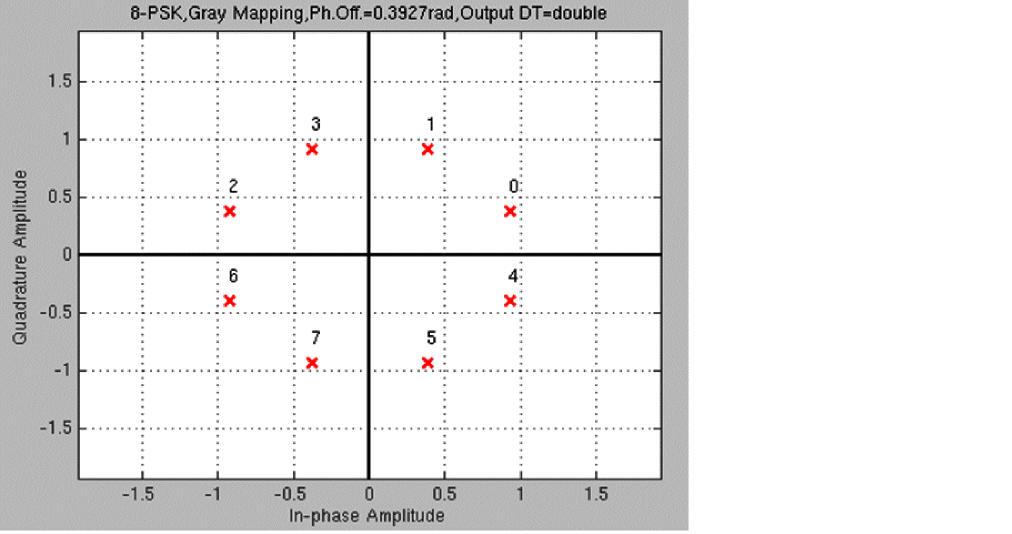 8-PSK,Gray Mapping,Ph.Off.=0.3927rad,Output DT=double
1.5
3 1
1
2 0
0.5
Quadrature Amplitude
0
6 4
-0.5
7 5
-1
-1.5
-1.5 -1 -0.5 0 0.5 1 1.5
In-phase Amplitude